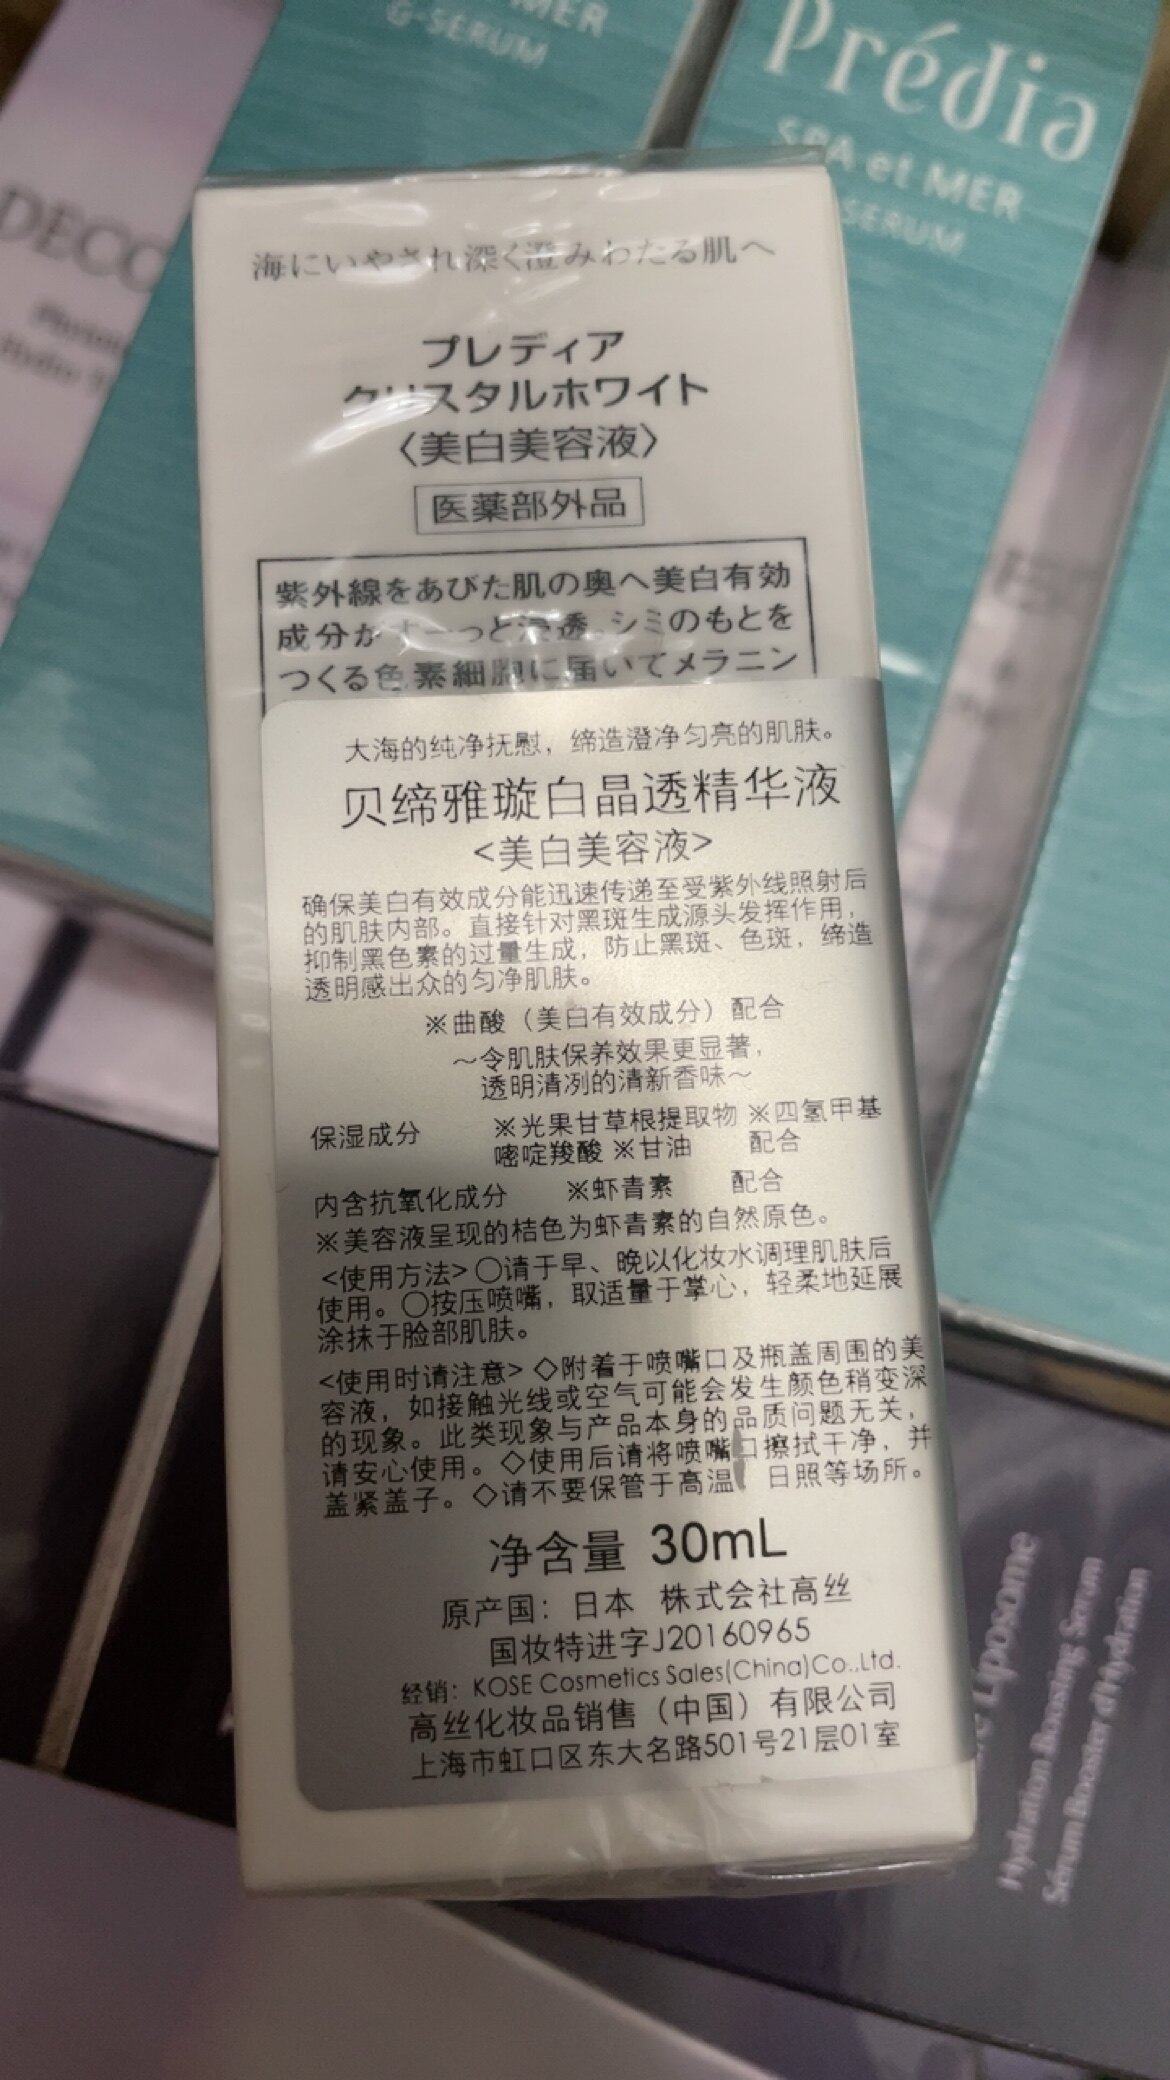 MER
G-SERUM
Prédia
SPA et MER
SERUM
DECO
海にいやされ深く澄みわたる肌へ
プレディア
クリスタルホワイト
〈美白美容液〉
医薬部外品
紫外線をあびた肌の奥へ美白有効
成分がすーっと浸透。シミのもとを
つくる色素細胞に届いてメラニン
大海的纯净抚慰，缔造澄净匀亮的肌肤。
贝缔雅璇白晶透精华液
<美白美容液>
确保美白有效成分能迅速传递至受紫外线照射后
的肌肤内部。直接针对黑斑生成源头发挥作用，
抑制黑色素的过量生成，防止黑斑、色斑，缔造
透明感出众的匀净肌肤。
※曲酸（美白有效成分）配合
～令肌肤保养效果更显著，
透明清冽的清新香味～
保湿成分 ※光果甘草根提取物 ※四氢甲基
嘧啶羧酸 ※甘油 配合
内含抗氧化成分 ※虾青素 配合
※美容液呈现的桔色为虾青素的自然原色。
<使用方法>○请于早、晚以化妆水调理肌肤后
使用。○按压喷嘴，取适量于掌心，轻柔地延展
涂抹于脸部肌肤。
<使用时请注意>◇附着于喷嘴口及瓶盖周围的美
容液，如接触光线或空气可能会发生颜色稍变深
的现象。此类现象与产品本身的品质问题无关，
请安心使用。◇使用后请将喷嘴口擦拭干净，并
盖紧盖子。◇请不要保管于高温 日照等场所。
净含量 30mL
原产国：日本 株式会社高丝
国妆特进字J20160965
经销：KOSE Cosmetics Sales(China)Co.,Ltd.
高丝化妆品销售（中国）有限公司
上海市虹口区东大名路501号21层01室
Liposome
Hydration Boosting Serum
Sérum Booster d'Hydration